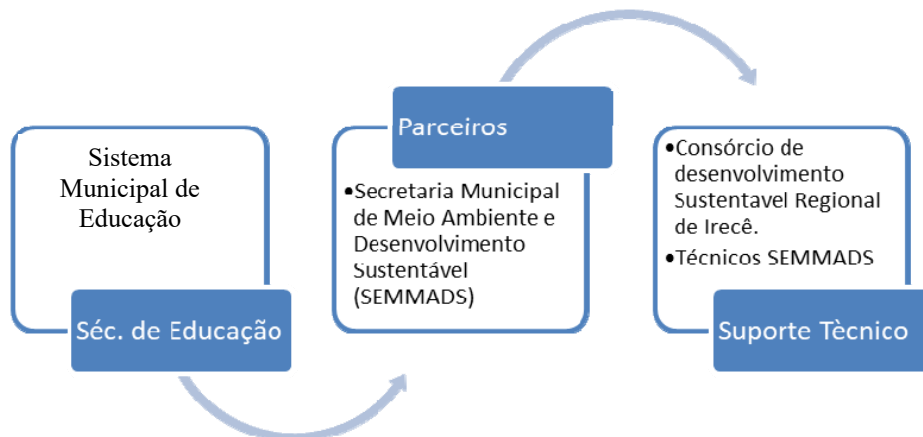 Sistema
Municipal de
Educação
Séc. de Educação
Parceiros
•Secretaria Municipal
de Meio Ambiente e
Desenvolvimento
Sustentável
(SEMMADS)
•Consórcio de
desenvolvimento
Sustentavel Regional
de Irecê.
•Técnicos SEMMADS
Suporte Tècnico